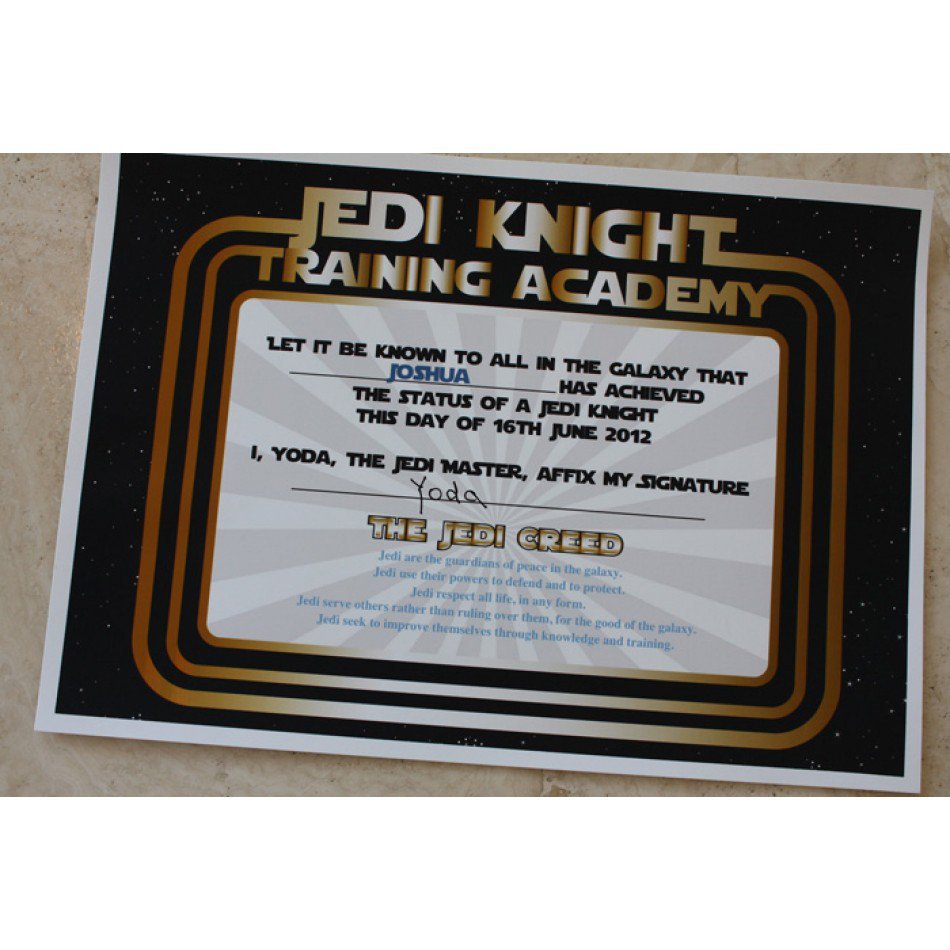 JEDI KNIGHT
TRAINING ACADEMY
LET IT BE KNOWN TO ALL IN THE GALAXY THAT
JOSHUA HAS ACHIEVED
THE STATUS OF A JEDI KNIGHT
THIS DAY OF 16TH JUNE 2012
I, YODA, THE JEDI MASTER, AFFIX MY SIGNATURE
Yoda
THE JEDI CREED
Jedi are the guardians of peace in the galaxy.
Jedi use their powers to defend and to protect.
Jedi respect all life, in any form.
Jedi serve others rather than ruling over them, for the good of the galaxy.
Jedi seek to improve themselves through knowledge and training.